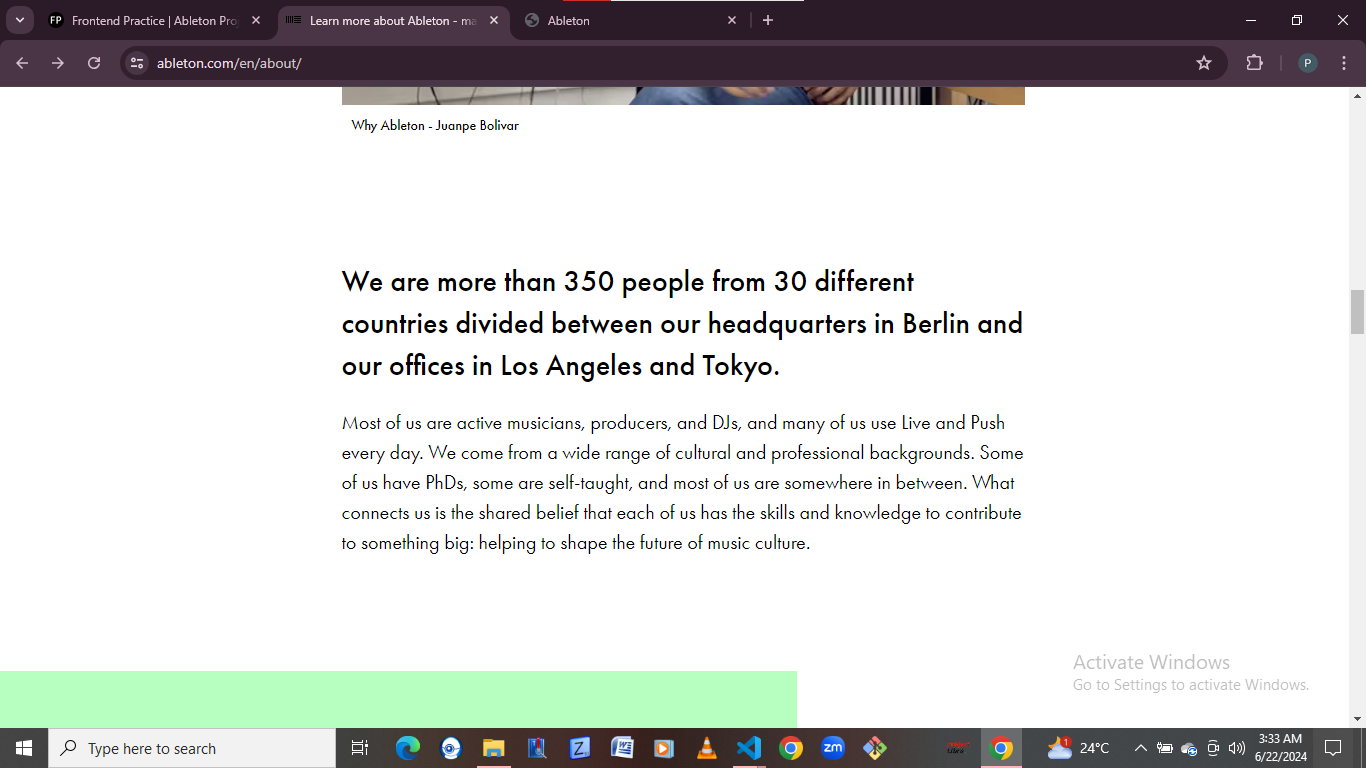 Frontend Practice | Ableton Pro
Learn more about Ableton - ma
Ableton
ableton.com/en/about/
P
Why Ableton - Juanpe Bolivar
We are more than 350 people from 30 different
countries divided between our headquarters in Berlin and
our offices in Los Angeles and Tokyo.
Most of us are active musicians, producers, and DJs, and many of us use Live and Push
every day. We come from a wide range of cultural and professional backgrounds. Some
of us have PhDs, some are self-taught, and most of us are somewhere in between. What
connects us is the shared belief that each of us has the skills and knowledge to contribute
to something big: helping to shape the future of music culture.
Activate Windows
Go to Settings to activate Windows.
Type here to search
zm
1
24°C
3:33 AM
6/22/2024